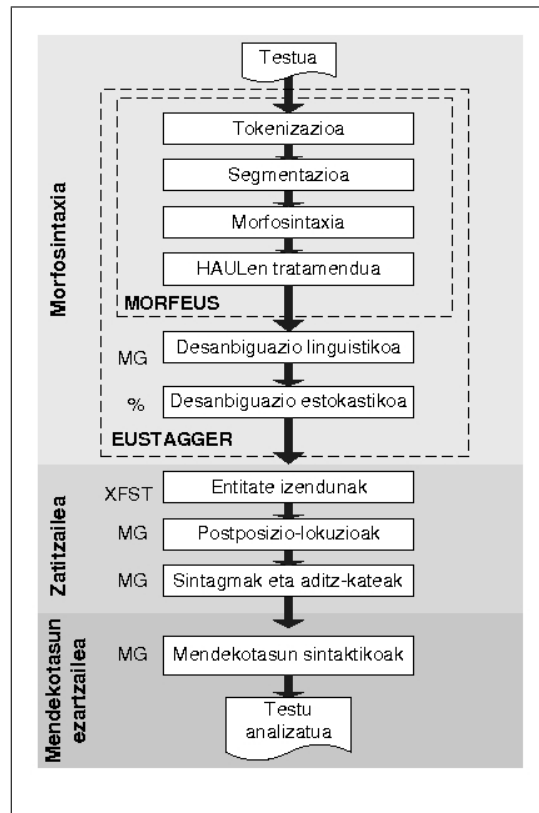 Testua
Tokenizazioa
Segmentazioa
Morfosintaxia
HAULen tratamendua
MORFEUS
MG
Desanbiguazio linguistikoa
%
Desanbiguazio estokastikoa
EUSTAGGER
Morfosintaxia
XFST
Entitate izendunak
MG
Postposizio-lokuzioak
MG
Sintagmak eta aditz-kateak
Zatitzailea
MG
Mendekotasun sintaktikoak
Testu
analizatua
Mendekotasun
ezartzailea